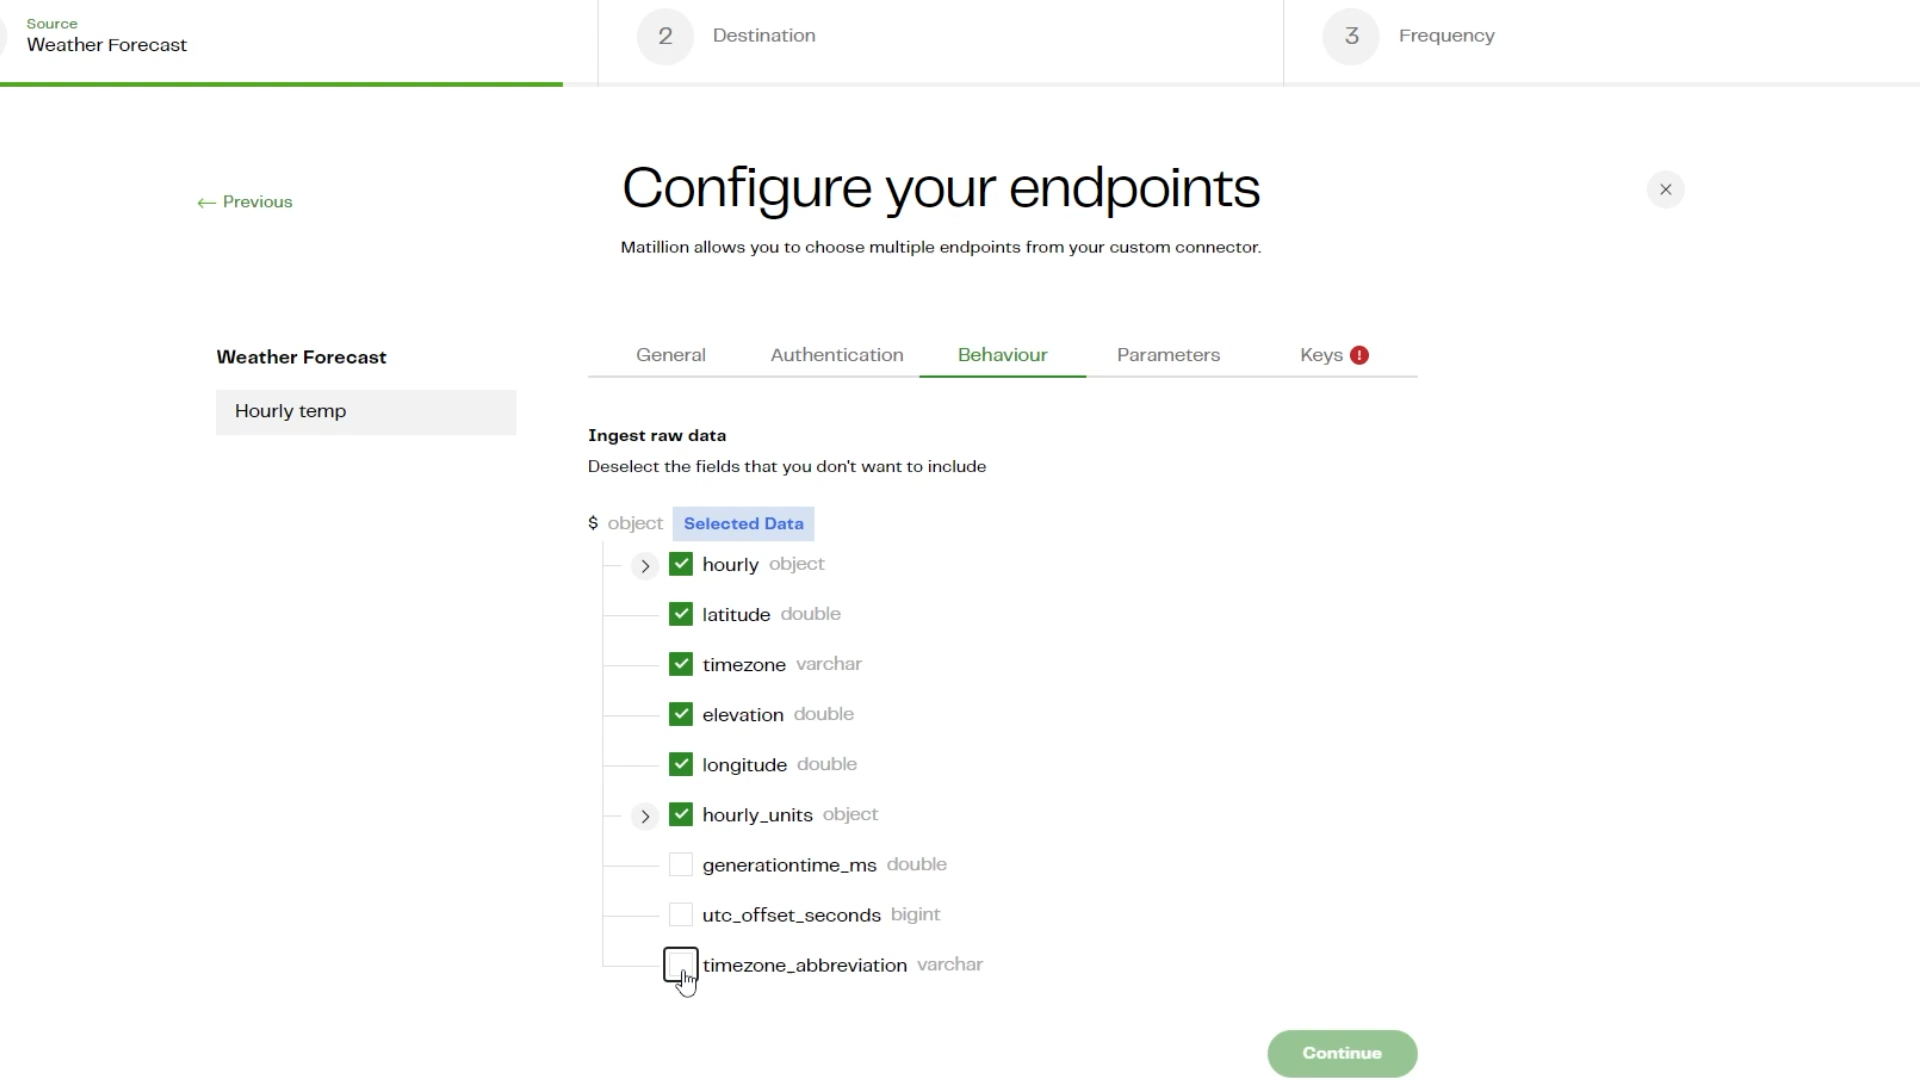 Source
Weather Forecast
2 Destination
3 Frequency
← Previous
Configure your endpoints
Matillion allows you to choose multiple endpoints from your custom connector.
Weather Forecast
Hourly temp
General Authentication Behaviour Parameters Keys !
Ingest raw data
Deselect the fields that you don't want to include
$ object Selected Data
hourly object
latitude double
timezone varchar
elevation double
longitude double
hourly_units object
generationtime_ms double
utc_offset_seconds bigint
timezone_abbreviation varchar
Continue